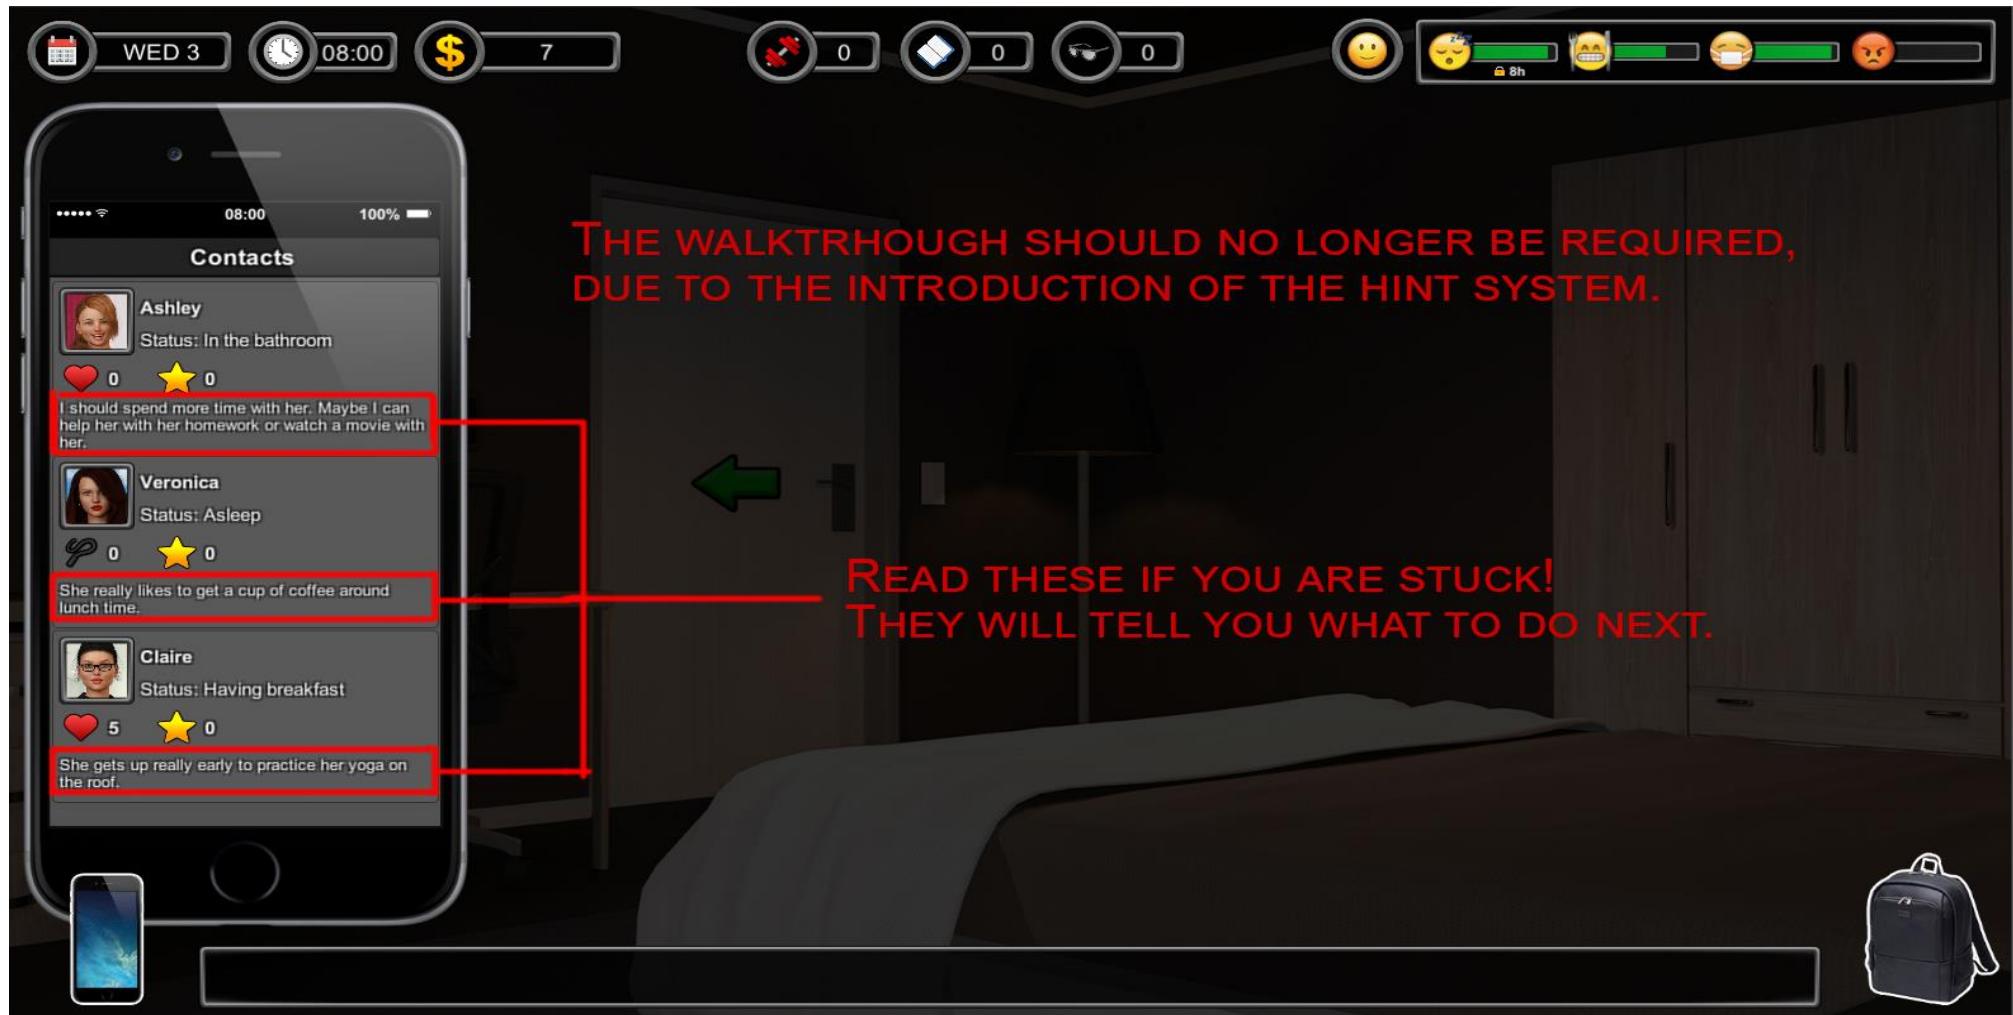 WED 3
08:00
7
0
0
0
8h
08:00
100%
Contacts
Ashley
Status: In the bathroom
0
0
I should spend more time with her. Maybe I can
help her with her homework or watch a movie with
her.
Veronica
Status: Asleep
0
0
She really likes to get a cup of coffee around
lunch time.
Claire
Status: Having breakfast
5
0
She gets up really early to practice her yoga on
the roof.
THE WALKTRHOUGH SHOULD NO LONGER BE REQUIRED,
DUE TO THE INTRODUCTION OF THE HINT SYSTEM.
READ THESE IF YOU ARE STUCK!
THEY WILL TELL YOU WHAT TO DO NEXT.